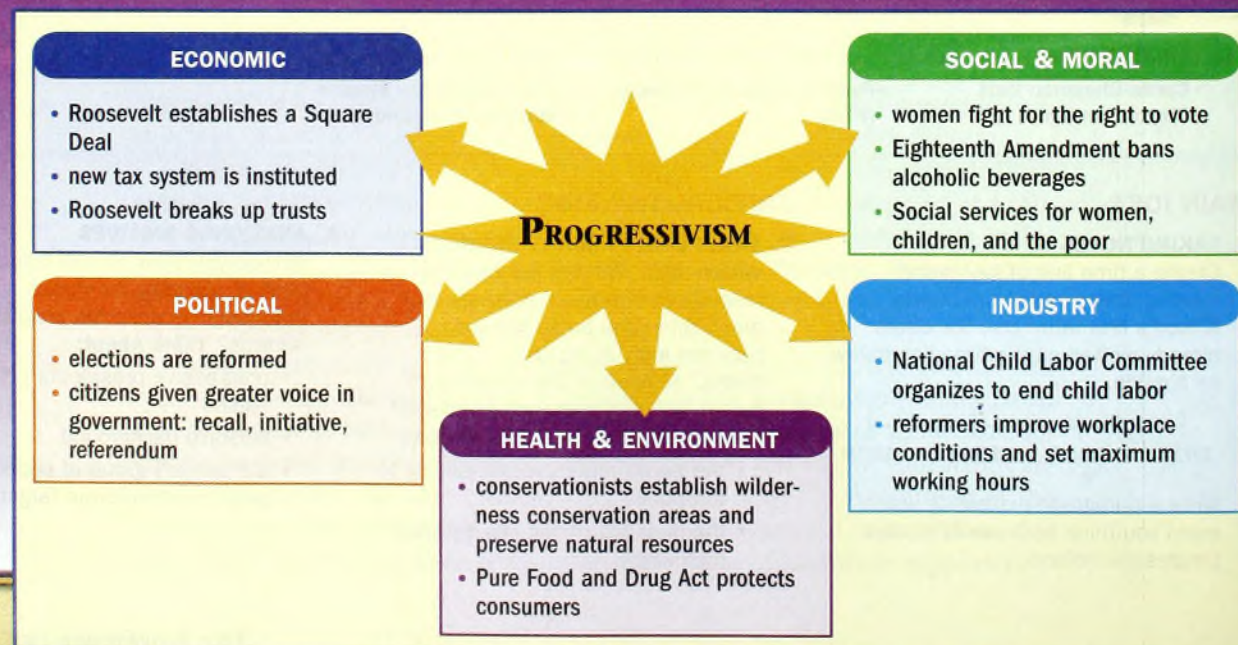 ECONOMIC
• Roosevelt establishes a Square
Deal
• new tax system is instituted
• Roosevelt breaks up trusts
SOCIAL & MORAL
• women fight for the right to vote
• Eighteenth Amendment bans
alcoholic beverages
• Social services for women,
children, and the poor
PROGRESSIVISM
POLITICAL
• elections are reformed
• citizens given greater voice in
government: recall, initiative,
referendum
INDUSTRY
• National Child Labor Committee
organizes to end child labor
• reformers improve workplace
conditions and set maximum
working hours
HEALTH & ENVIRONMENT
• conservationists establish wilder-
ness conservation areas and
preserve natural resources
• Pure Food and Drug Act protects
consumers